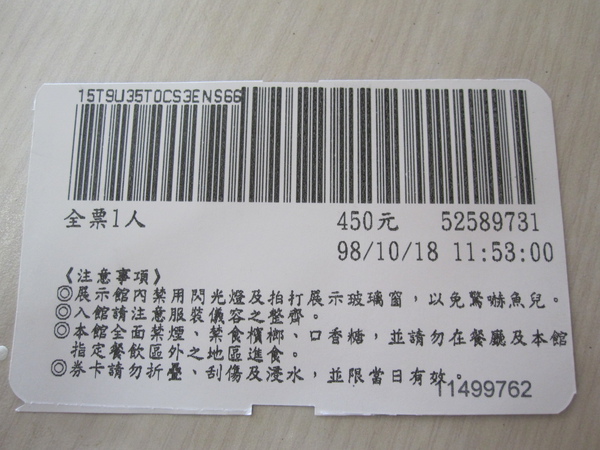 15T9U35T0CS3ENS66
全票1人 450元 52589731
98/10/18 11:53:00
《注意事項》
◎展示館內禁用閃光燈及拍打展示玻璃窗，以免驚嚇魚兒。
◎入館請注意服裝儀容之整齊。
◎本館全面禁煙、禁食檳榔、口香糖，並請勿在餐廳及本館
指定餐飲區外之地區進食。
◎券卡請勿折疊、刮傷及浸水，並限當日有效。
11499762